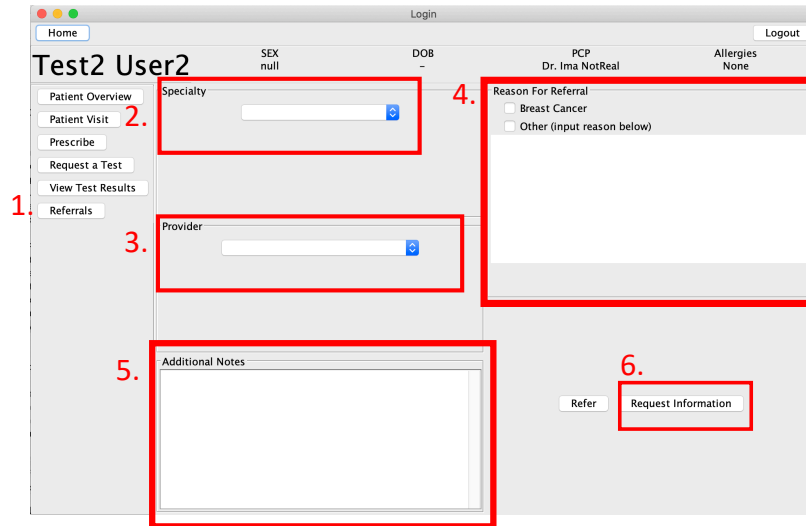 Login
Home
Logout
Test2 User2
SEX
null
DOB
–
PCP
Dr. Ima NotReal
Allergies
None
Patient Overview
Patient Visit
Prescribe
Request a Test
View Test Results
1. Referrals
2. Specialty
3. Provider
4. Reason For Referral
Breast Cancer
Other (input reason below)
5. Additional Notes
6.
Refer
Request Information